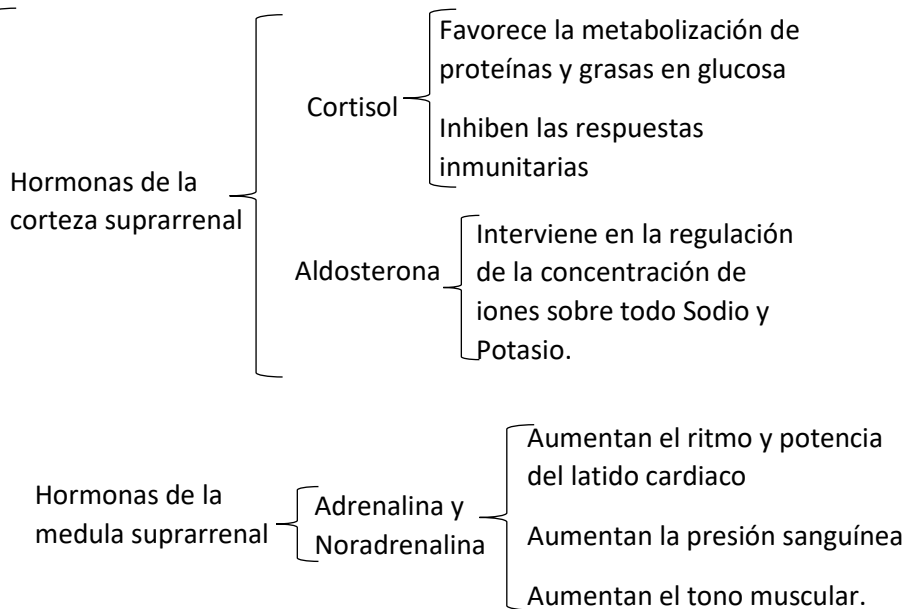 Hormonas de la
corteza suprarrenal
Cortisol
Favorece la metabolización de
proteínas y grasas en glucosa
Inhiben las respuestas
inmunitarias
Aldosterona
Interviene en la regulación
de la concentración de
iones sobre todo Sodio y
Potasio.
Hormonas de la
medula suprarrenal
Adrenalina y
Noradrenalina
Aumentan el ritmo y potencia
del latido cardiaco
Aumentan la presión sanguínea
Aumentan el tono muscular.